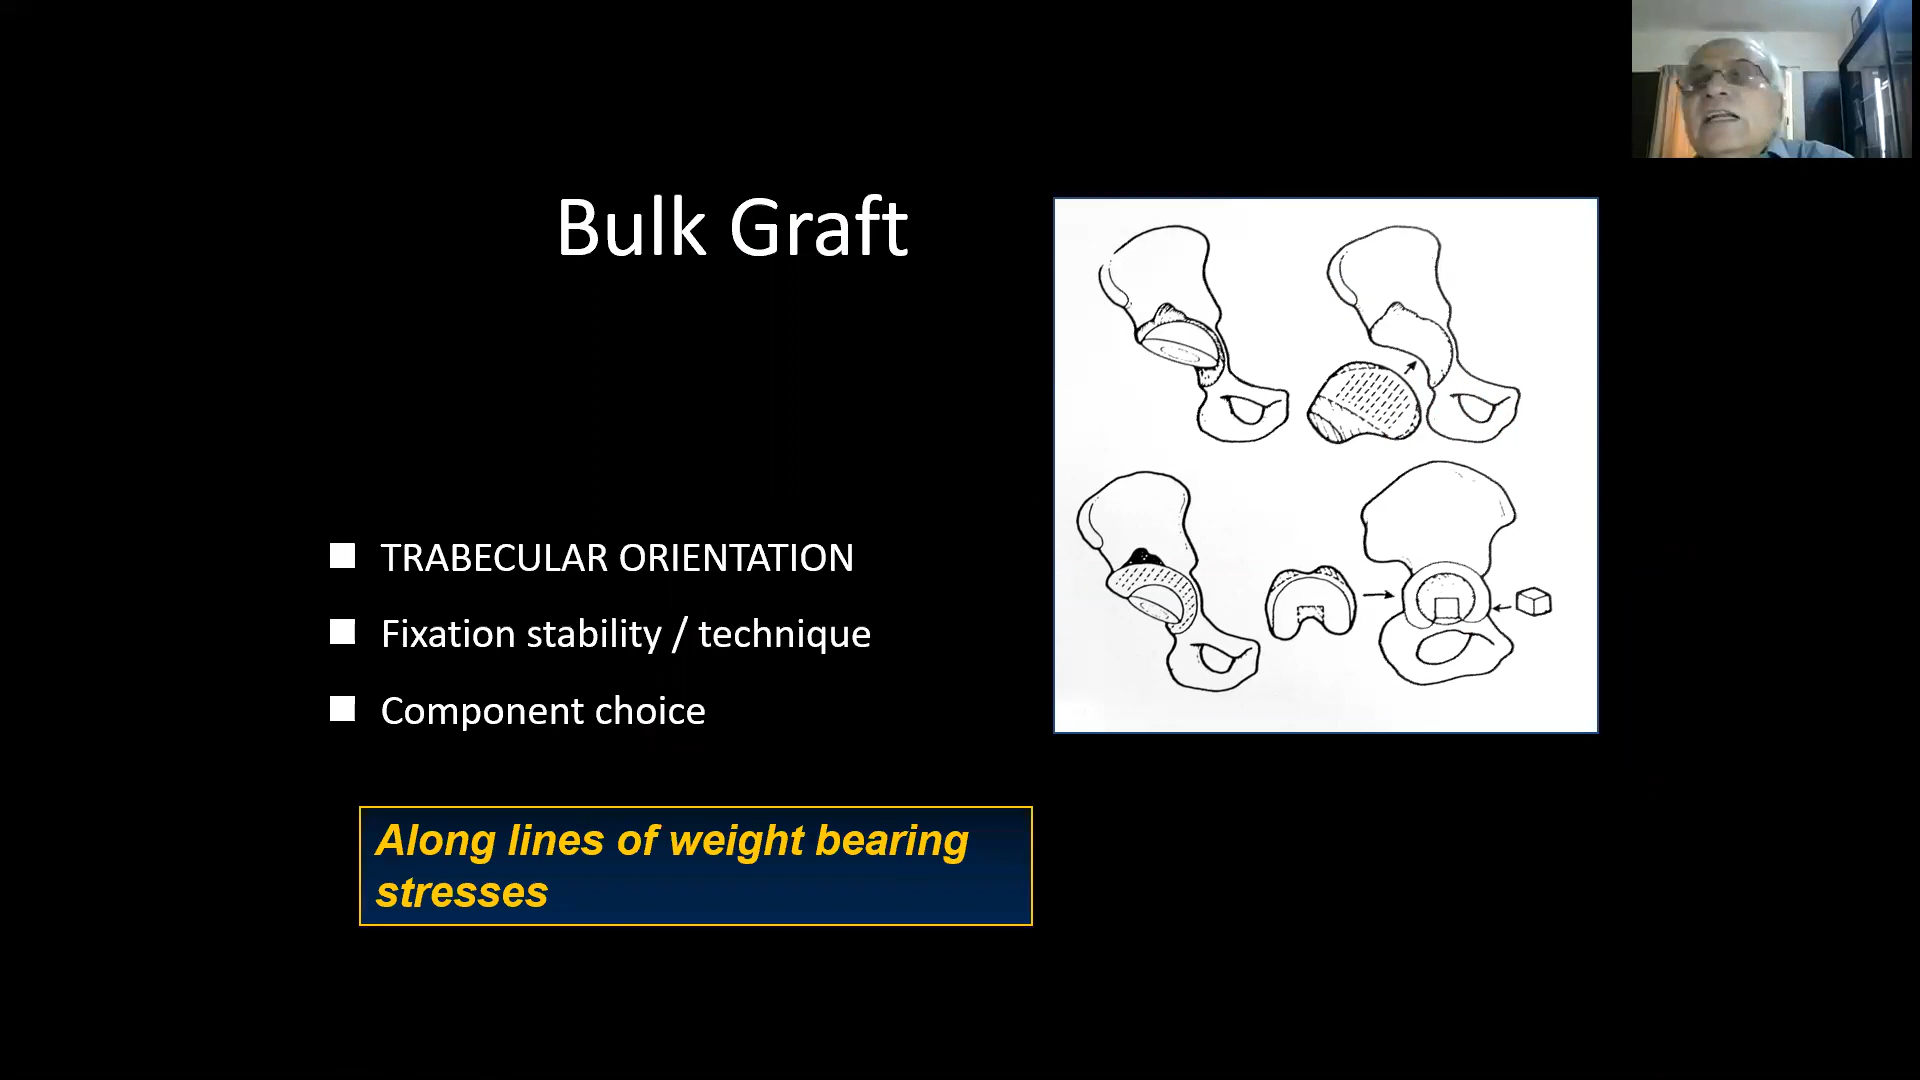 Bulk Graft
TRABECULAR ORIENTATION
Fixation stability / technique
Component choice
Along lines of weight bearing
stresses